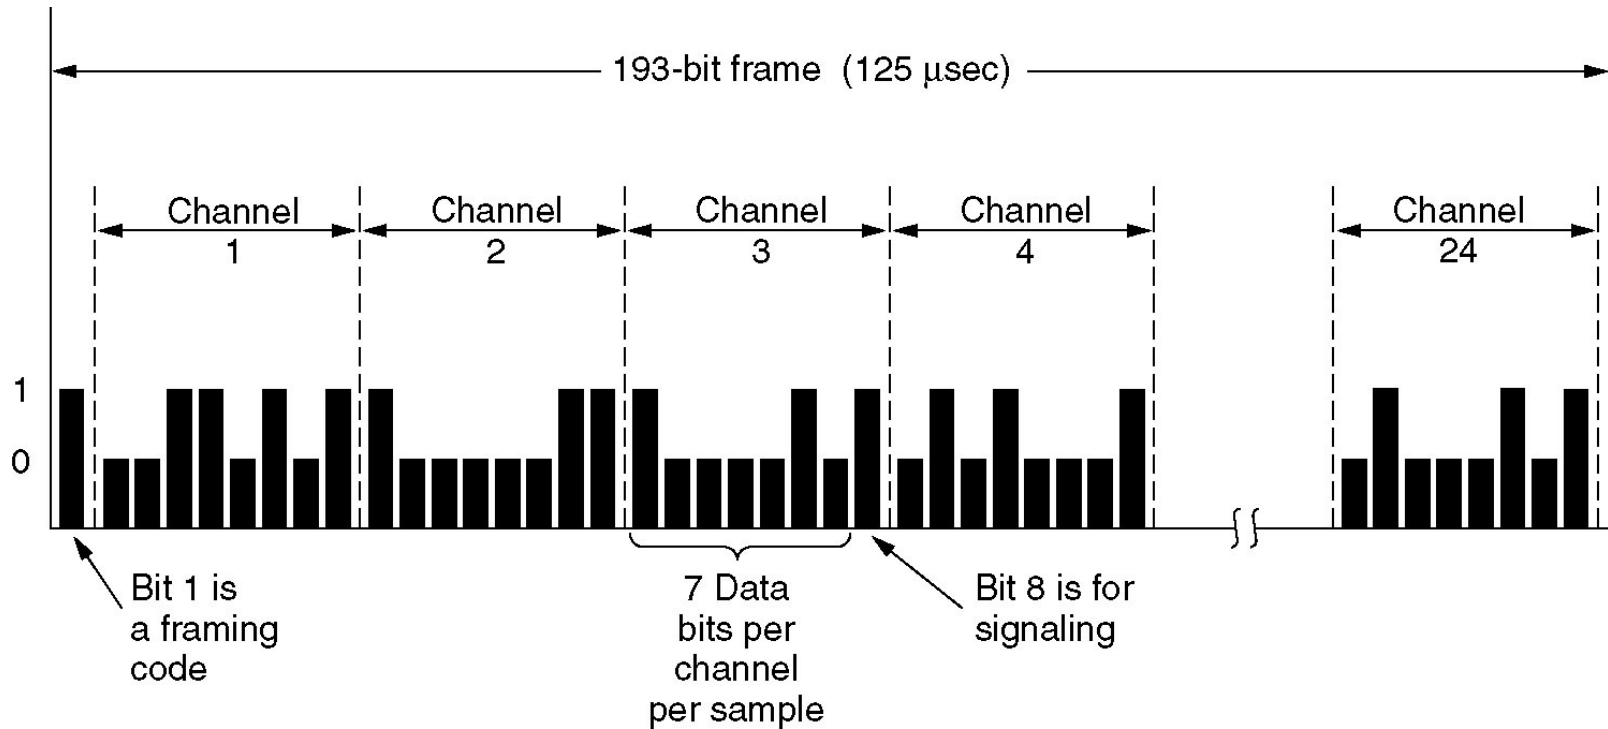 193-bit frame (125 μsec)
Channel
1
Channel
2
Channel
3
Channel
4
Channel
24
1
0
Bit 1 is
a framing
code
7 Data
bits per
channel
per sample
Bit 8 is for
signaling